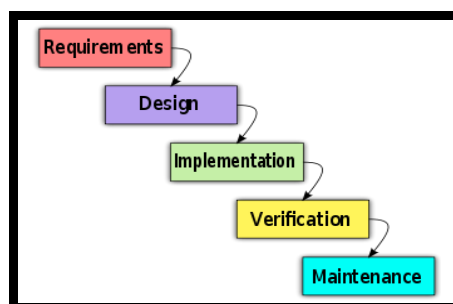 Requirements
Design
Implementation
Verification
Maintenance